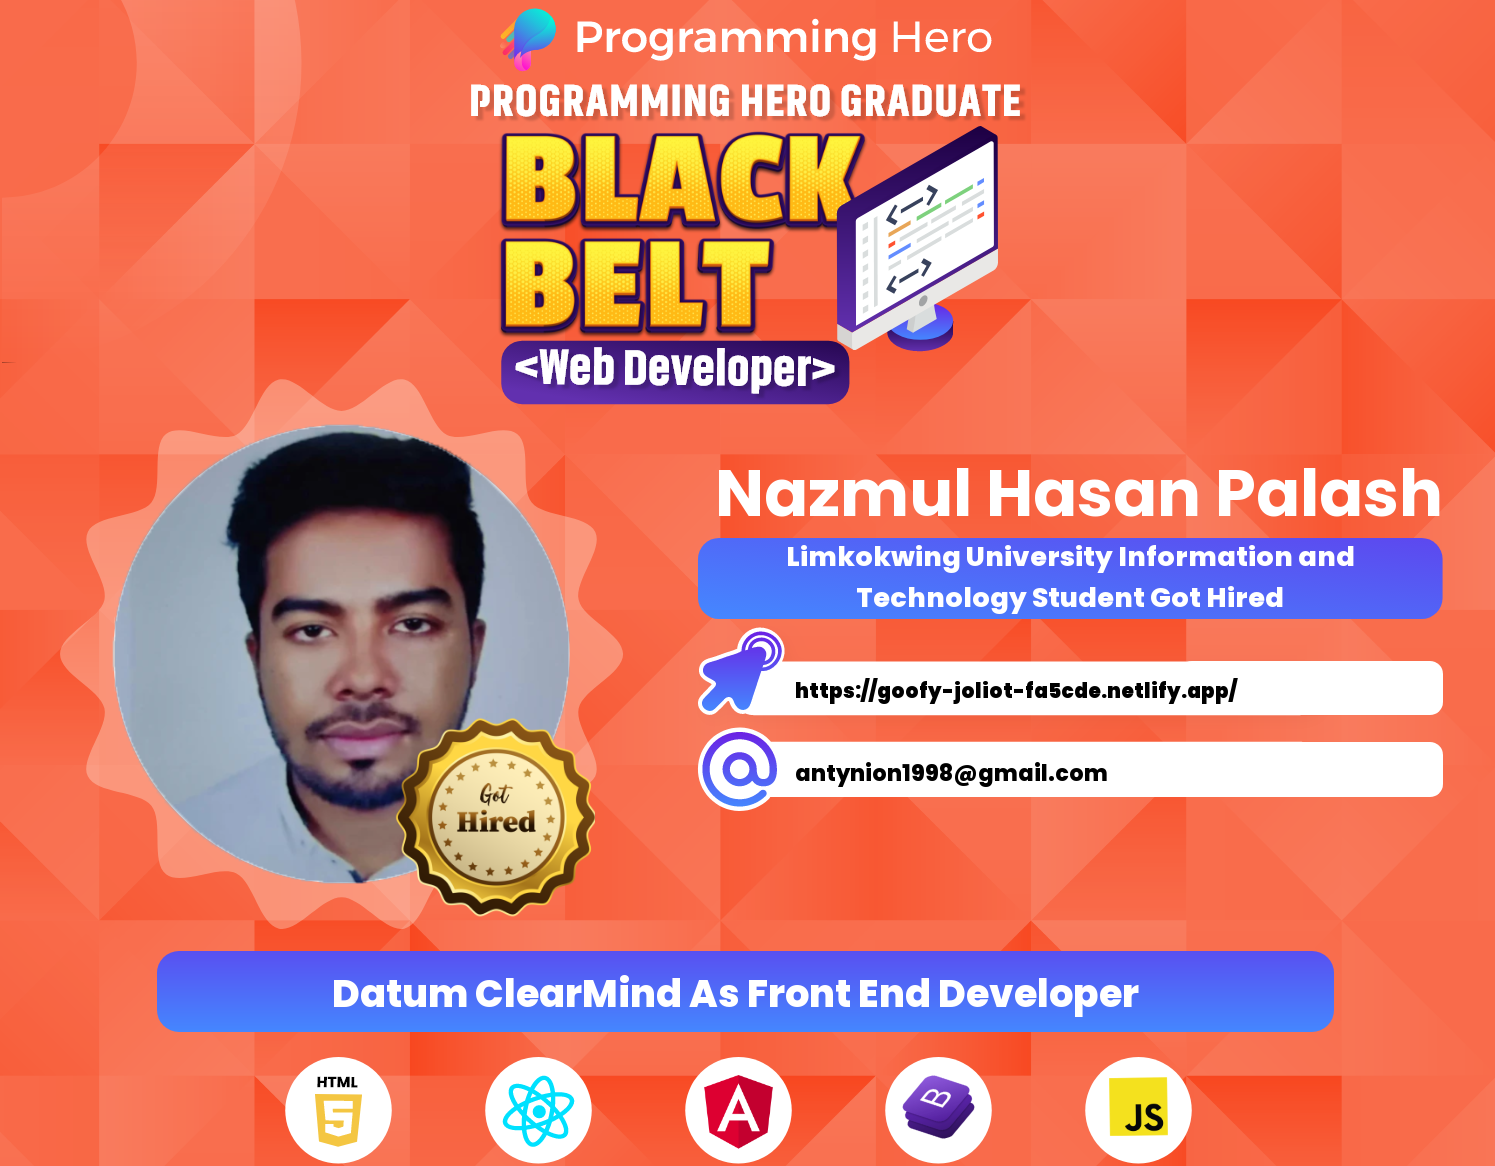 Programming Hero
PROGRAMMING HERO GRADUATE
BLACK
BELT
<Web Developer>
Nazmul Hasan Palash
Limkokwing University Information and
Technology Student Got Hired
https://goofy-joliot-fa5cde.netlify.app/
antynion1998@gmail.com
Got
Hired
Datum ClearMind As Front End Developer
HTML
5
A
B
JS